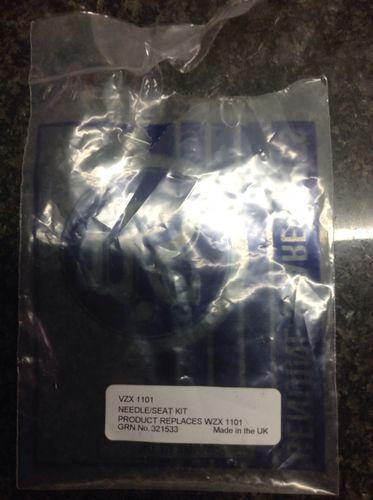 VZX 1101
NEEDLE/SEAT KIT
PRODUCT REPLACES WZX 1101
GRN No. 321533 Made in the UK